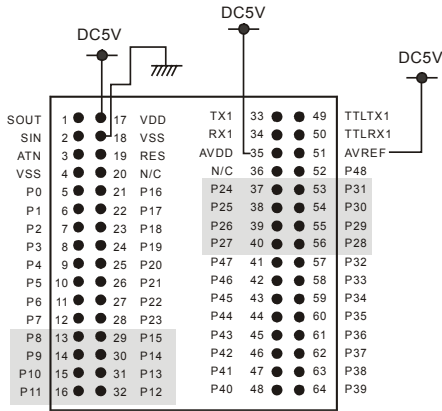 DC5V
DC5V
DC5V
SOUT 1 17 VDD TX1 33 49 TTLTX1
SIN 2 18 VSS RX1 34 50 TTLRX1
ATN 3 19 RES AVDD 35 51 AVREF
VSS 4 20 N/C N/C 36 52 P48
P0 5 21 P16 P24 37 53 P31
P1 6 22 P17 P25 38 54 P30
P2 7 23 P18 P26 39 55 P29
P3 8 24 P19 P27 40 56 P28
P4 9 25 P20 P47 41 57 P32
P5 10 26 P21 P46 42 58 P33
P6 11 27 P22 P45 43 59 P34
P7 12 28 P23 P44 44 60 P35
P8 13 29 P15 P43 45 61 P36
P9 14 30 P14 P42 46 62 P37
P10 15 31 P13 P41 47 63 P38
P11 16 32 P12 P40 48 64 P39